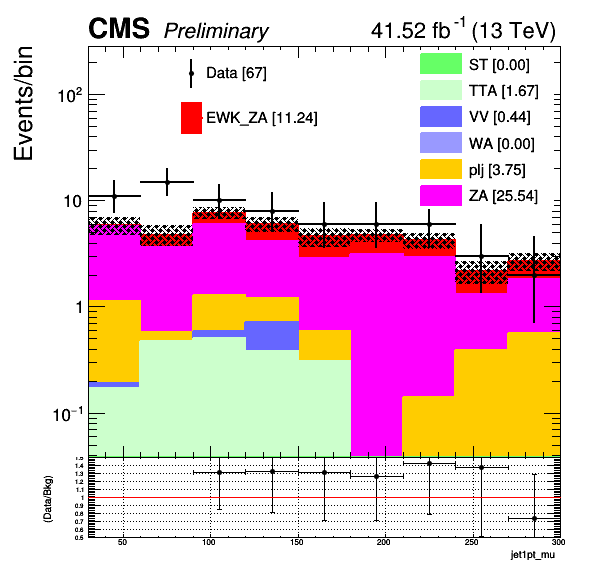 CMS Preliminary 41.52 fb⁻¹ (13 TeV)
Events/bin
Data [67]
EWK_ZA [11.24]
ST [0.00]
TTA [1.67]
VV [0.44]
WA [0.00]
plj [3.75]
ZA [25.54]
10²
10
1
10⁻¹
(Data/Bkg)
1.5
1.4
1.3
1.2
1.1
1
0.9
0.8
0.7
0.6
0.5
50 100 150 200 250 300
jet1pt_mu